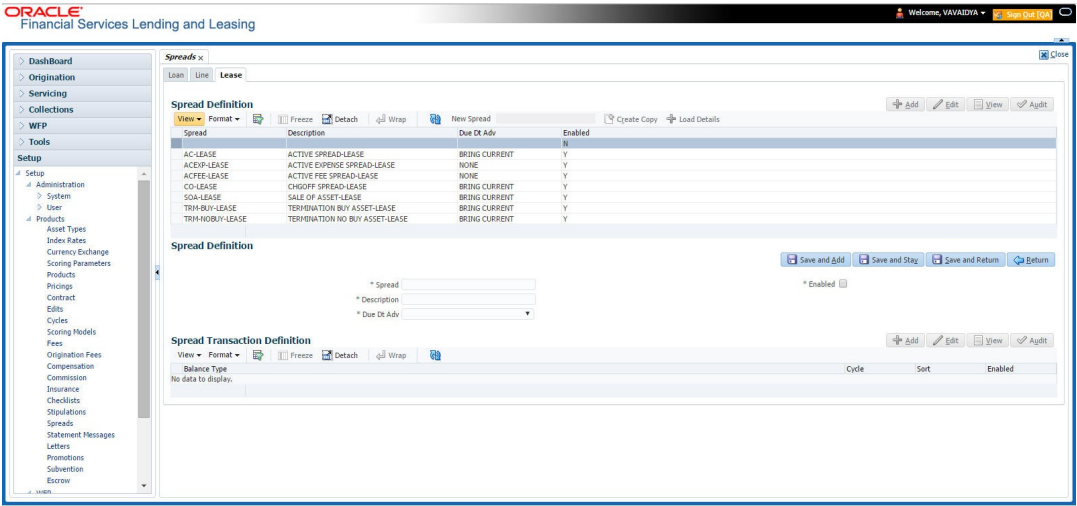 ORACLE
Financial Services Lending and Leasing
Welcome, VAVAIDYA
Sign Out [QA]
DashBoard
Origination
Servicing
Collections
WFP
Tools
Setup
Setup
Administration
System
User
Products
Asset Types
Index Rates
Currency Exchange
Scoring Parameters
Products
Pricings
Contract
Edits
Cycles
Scoring Models
Fees
Origination Fees
Compensation
Commission
Insurance
Checklists
Stipulations
Spreads
Statement Messages
Letters
Promotions
Subvention
Escrow
WFP
Spreads x
Close
Loan Line Lease
Spread Definition
Add Edit View Audit
View Format Freeze Detach Wrap New Spread Create Copy Load Details
Spread Description Due Dt Adv Enabled
N
AC-LEASE ACTIVE SPREAD-LEASE BRING CURRENT Y
ACEXP-LEASE ACTIVE EXPENSE SPREAD-LEASE NONE Y
ACFEE-LEASE ACTIVE FEE SPREAD-LEASE NONE Y
CO-LEASE CHGOFF SPREAD-LEASE BRING CURRENT Y
SOA-LEASE SALE OF ASSET-LEASE BRING CURRENT Y
TRM-BUY-LEASE TERMINATION BUY ASSET-LEASE BRING CURRENT Y
TRM-NOBUY-LEASE TERMINATION NO BUY ASSET-LEASE BRING CURRENT Y
Spread Definition
Save and Add Save and Stay Save and Return Return
* Spread
* Enabled
* Description
* Due Dt Adv
Spread Transaction Definition
Add Edit View Audit
View Format Freeze Detach Wrap
Balance Type Cycle Sort Enabled
No data to display.